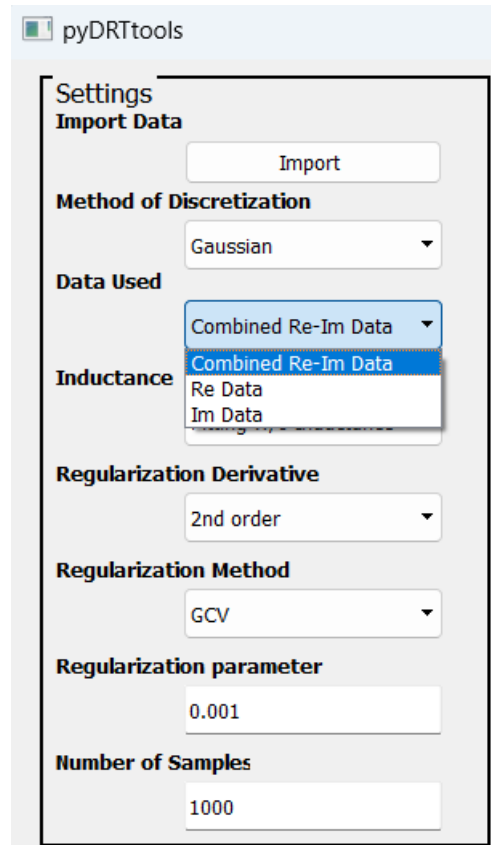 pyDRTtools
Settings
Import Data
Import
Method of Discretization
Gaussian
Data Used
Combined Re-Im Data
Combined Re-Im Data
Inductance
Re Data
Im Data
Regularization Derivative
2nd order
Regularization Method
GCV
Regularization parameter
0.001
Number of Samples
1000